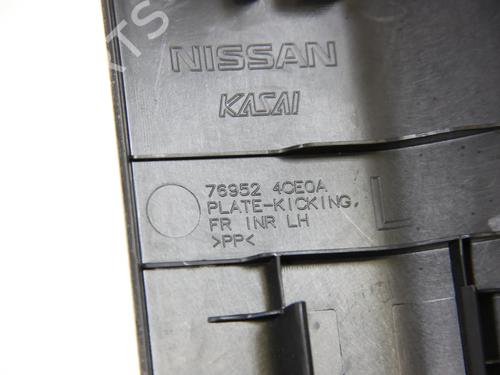 NISSAN
KASAI
76952 4CE0A
PLATE-KICKING,
FR INR LH
>PP<
L